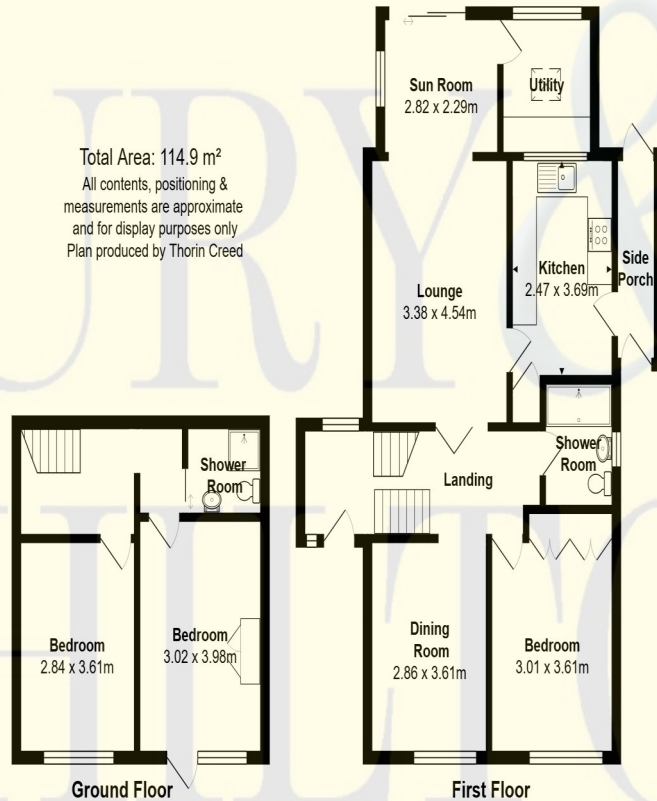 Total Area: 114.9 m²
All contents, positioning &
measurements are approximate
and for display purposes only
Plan produced by Thorin Creed
Sun Room
2.82 x 2.29m
Utility
Lounge
3.38 x 4.54m
Kitchen
2.47 x 3.69m
Side
Porch
Shower
Room
Landing
Dining
Room
2.86 x 3.61m
Bedroom
3.01 x 3.61m
First Floor
Shower
Room
Bedroom
2.84 x 3.61m
Bedroom
3.02 x 3.98m
Ground Floor
URY &
HILTO